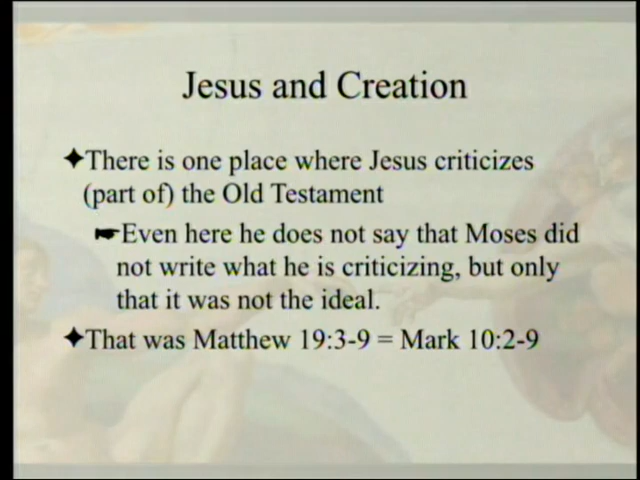 Jesus and Creation
✦There is one place where Jesus criticizes
(part of) the Old Testament
☛Even here he does not say that Moses did
not write what he is criticizing, but only
that it was not the ideal.
✦That was Matthew 19:3-9 = Mark 10:2-9